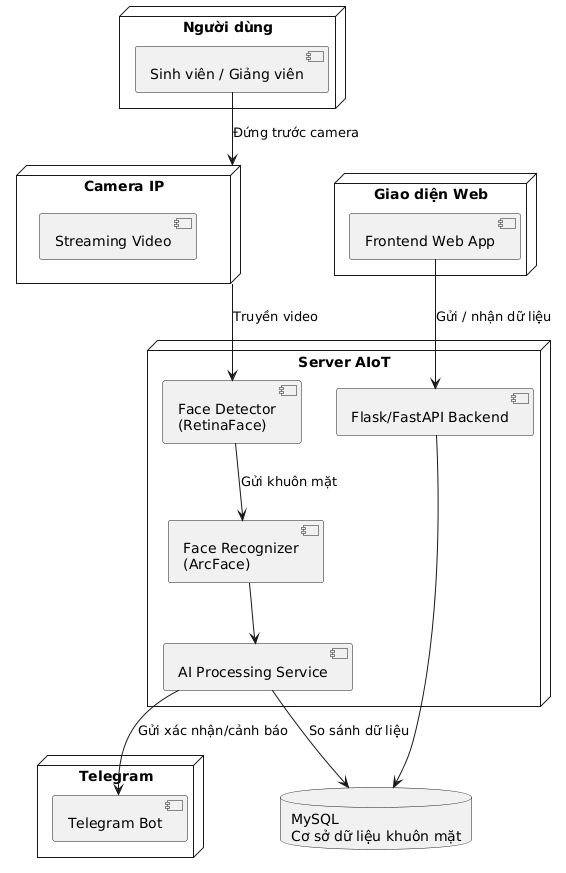 Người dùng
Sinh viên / Giảng viên
Đứng trước camera
Camera IP
Streaming Video
Giao diện Web
Frontend Web App
Truyền video
Gửi / nhận dữ liệu
Server AIoT
Face Detector
(RetinaFace)
Flask/FastAPI Backend
Gửi khuôn mặt
Face Recognizer
(ArcFace)
AI Processing Service
Gửi xác nhận/cảnh báo
So sánh dữ liệu
Telegram
Telegram Bot
MySQL
Cơ sở dữ liệu khuôn mặt